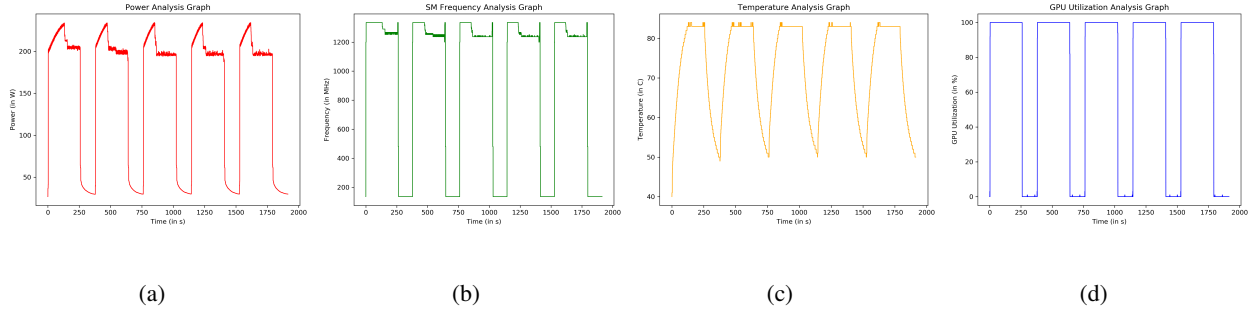 Power Analysis Graph
Power (in W)
200
150
100
50
0 250 500 750 1000 1250 1500 1750 2000
Time (in s)
SM Frequency Analysis Graph
Frequency (in MHz)
1200
1000
800
600
400
200
0 250 500 750 1000 1250 1500 1750 2000
Time (in s)
Temperature Analysis Graph
Temperature (in C)
80
70
60
50
40
0 250 500 750 1000 1250 1500 1750 2000
Time (in s)
GPU Utilization Analysis Graph
GPU Utilization (in %)
100
80
60
40
20
0
0 250 500 750 1000 1250 1500 1750 2000
Time (in s)
(a) (b) (c) (d)